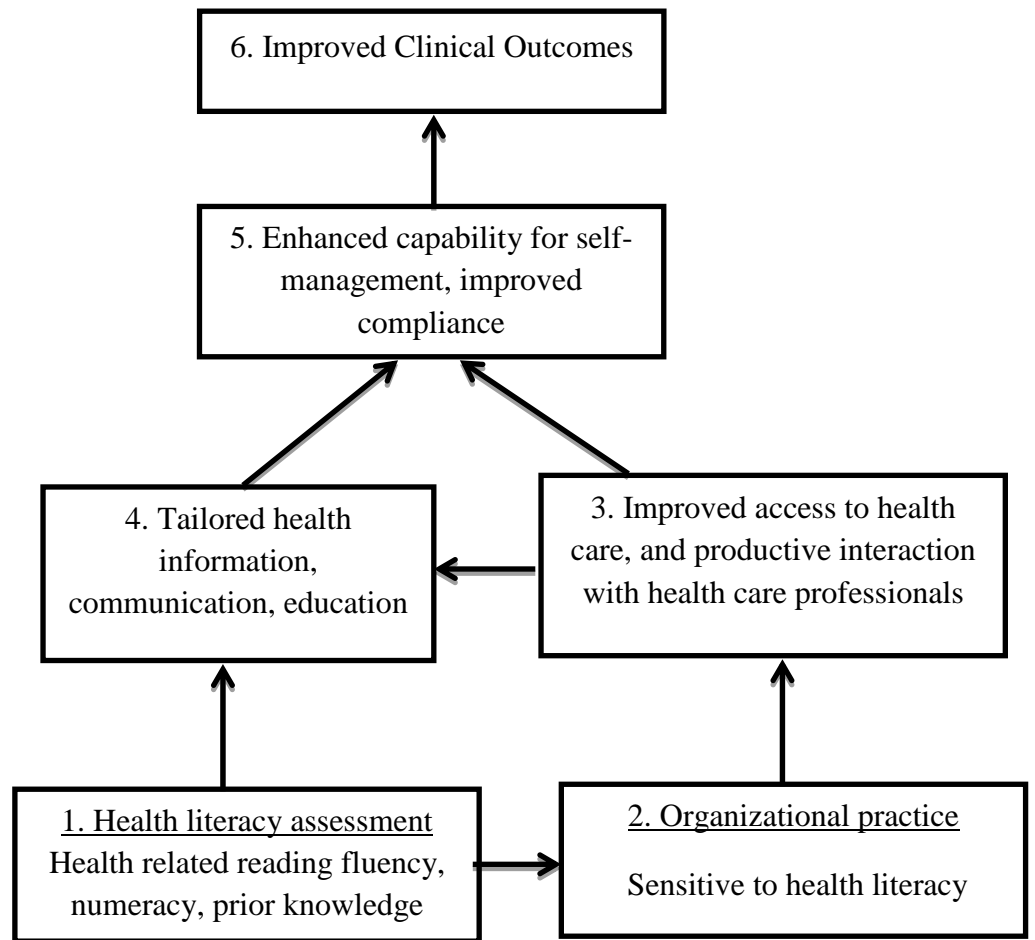 6. Improved Clinical Outcomes
5. Enhanced capability for self-
management, improved
compliance
4. Tailored health
information,
communication, education
3. Improved access to health
care, and productive interaction
with health care professionals
1. Health literacy assessment
Health related reading fluency,
numeracy, prior knowledge
2. Organizational practice
Sensitive to health literacy